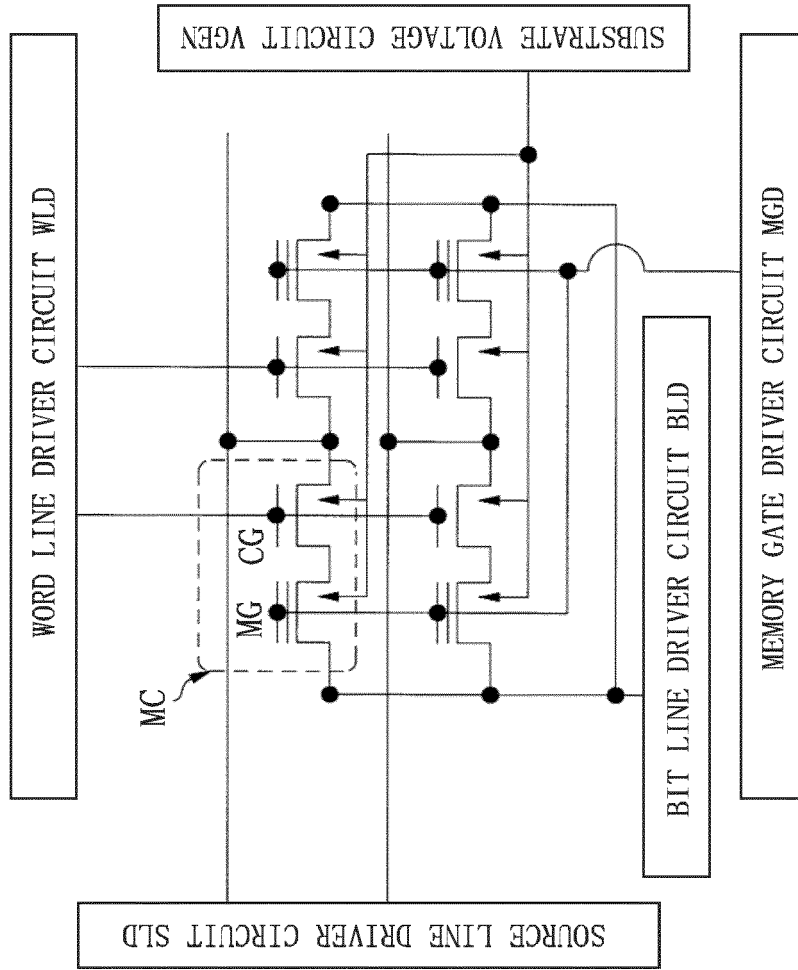 SUBSTRATE VOLTAGE CIRCUIT VGEN
WORD LINE DRIVER CIRCUIT WLD
MEMORY GATE DRIVER CIRCUIT MGD
BIT LINE DRIVER CIRCUIT BLD
CG
MG
MC
SOURCE LINE DRIVER CIRCUIT SLD